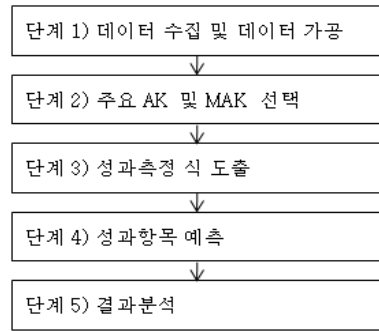 단계 1) 데이터 수집 및 데이터 가공
단계 2) 주요 AK 및 MAK 선택
단계 3) 성과측정 식 도출
단계 4) 성과항목 예측
단계 5) 결과분석